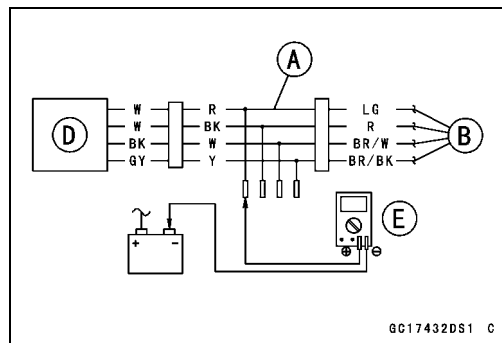 A
W R LG
W BK R
D B
BK W BR/W
GY Y BR/BK
E
+ -
+ -
GC17432DS1 C